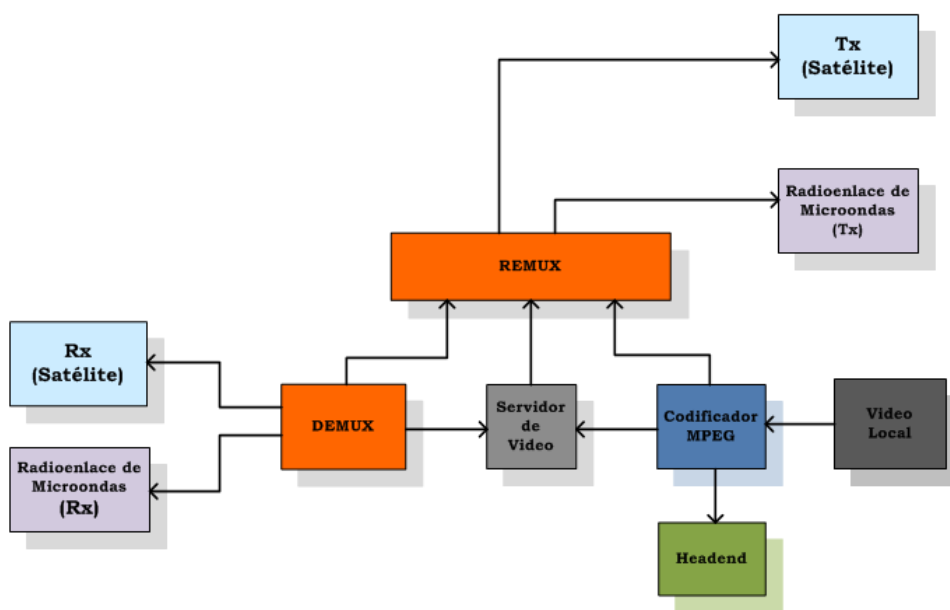 Tx
(Satélite)
Radioenlace de
Microondas
(Tx)
REMUX
Rx
(Satélite)
DEMUX
Servidor
de
Video
Codificador
MPEG
Video
Local
Radioenlace de
Microondas
(Rx)
Headend